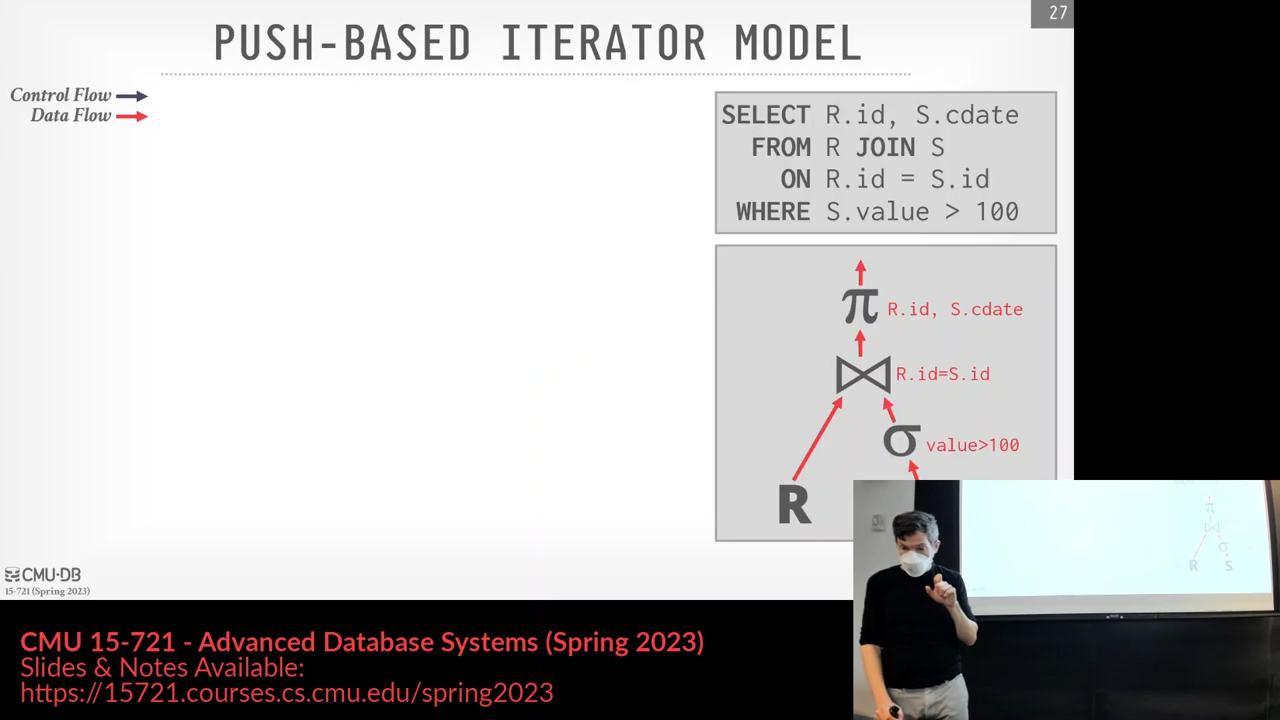 27
PUSH-BASED ITERATOR MODEL
Control Flow
Data Flow
SELECT R.id, S.cdate
FROM R JOIN S
ON R.id = S.id
WHERE S.value > 100
π R.id, S.cdate
⋈ R.id=S.id
σ value>100
R
π
⋈
σ
R S
CMU·DB
15-721 (Spring 2023)
CMU 15-721 - Advanced Database Systems (Spring 2023)
Slides & Notes Available:
https://15721.courses.cs.cmu.edu/spring2023